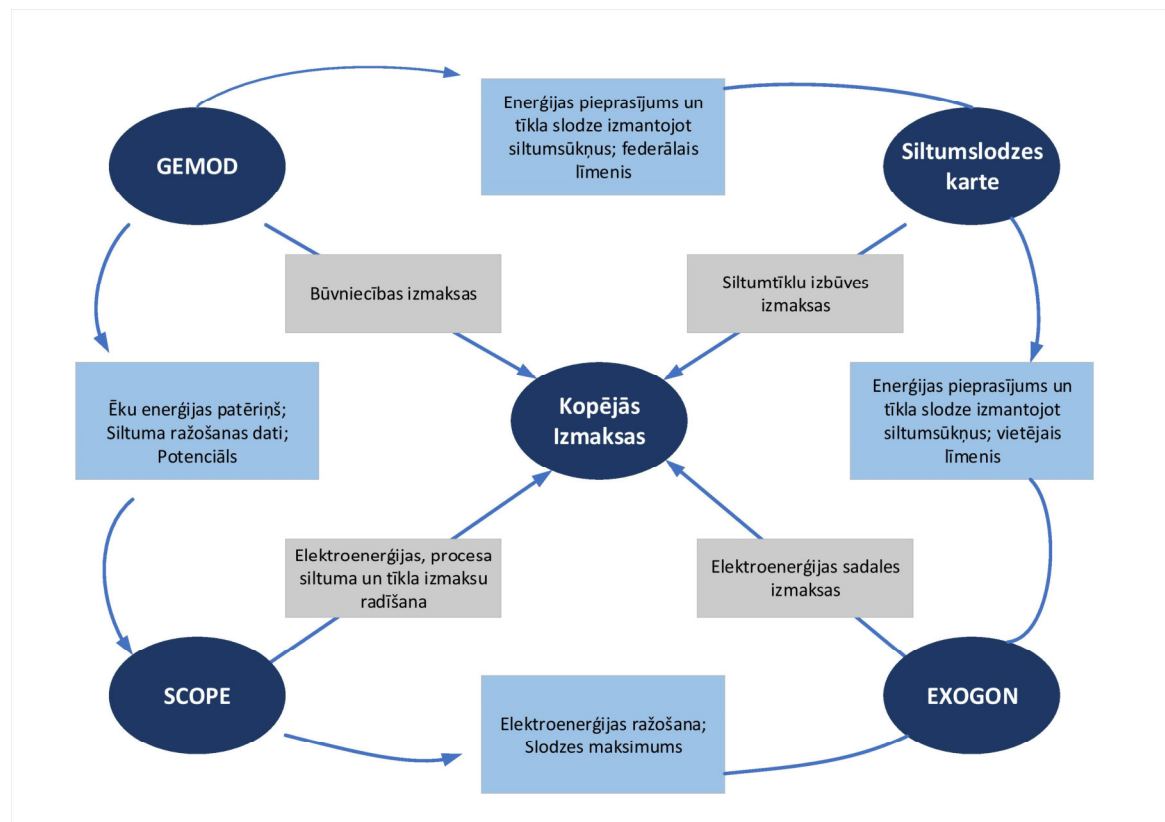 Enerģijas pieprasījums un
tīkla slodze izmantojot
siltumsūkņus; federālais
līmenis
GEMOD
Siltumslodzes
karte
Būvniecības izmaksas
Siltumtīklu izbūves
izmaksas
Ēku enerģijas patēriņš;
Siltuma ražošanas dati;
Potenciāls
Kopējās
Izmaksas
Enerģijas pieprasījums un
tīkla slodze izmantojot
siltumsūkņus; vietējais
līmenis
Elektroenerģijas, procesa
siltuma un tīkla izmaksu
radīšana
Elektroenerģijas sadales
izmaksas
SCOPE
Elektroenerģijas ražošana;
Slodzes maksimums
EXOGON